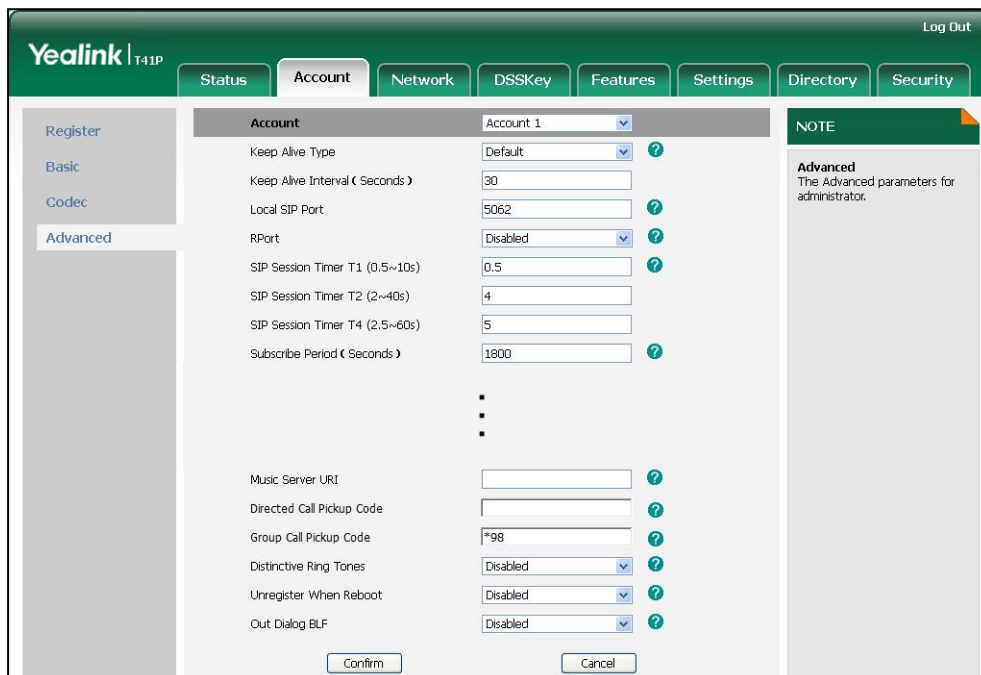 Log Out
Yealink T41P
Status Account Network DSSKey Features Settings Directory Security
Register
Basic
Codec
Advanced
Account Account 1
Keep Alive Type Default
Keep Alive Interval ( Seconds ) 30
Local SIP Port 5062
RPort Disabled
SIP Session Timer T1 (0.5~10s) 0.5
SIP Session Timer T2 (2~40s) 4
SIP Session Timer T4 (2.5~60s) 5
Subscribe Period ( Seconds ) 1800
Music Server URI
Directed Call Pickup Code
Group Call Pickup Code *98
Distinctive Ring Tones Disabled
Unregister When Reboot Disabled
Out Dialog BLF Disabled
Confirm Cancel
NOTE
Advanced
The Advanced parameters for
administrator.